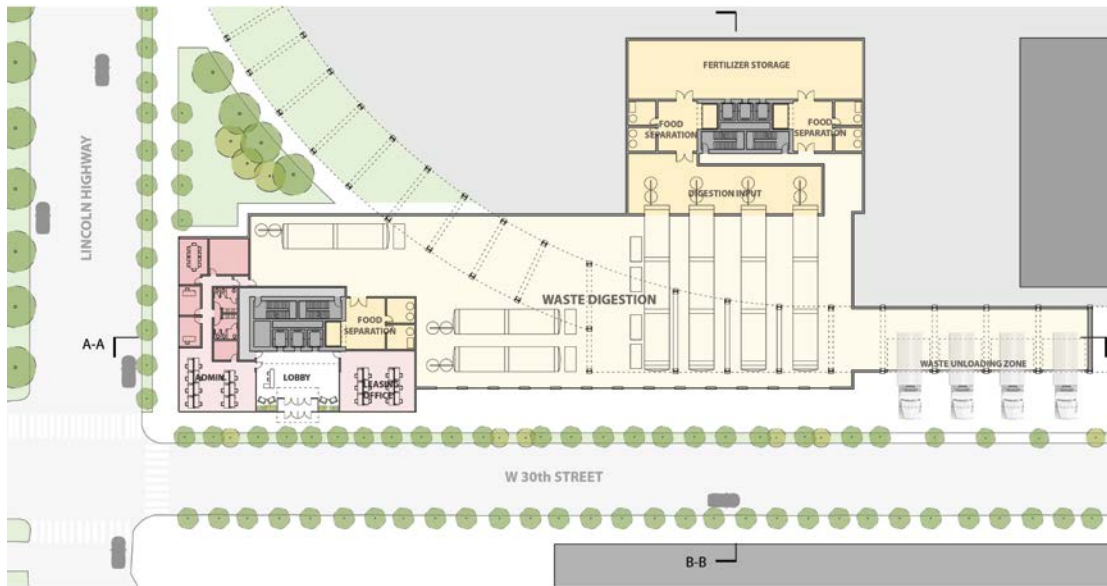 FERTILIZER STORAGE
FOOD
SEPARATION
FOOD
SEPARATION
DIGESTION INPUT
LINCOLN HIGHWAY
WASTE DIGESTION
FOOD
SEPARATION
A-A
WASTE UNLOADING ZONE
ADMIN
LOBBY
LEASING
OFFICE
W 30th STREET
B-B